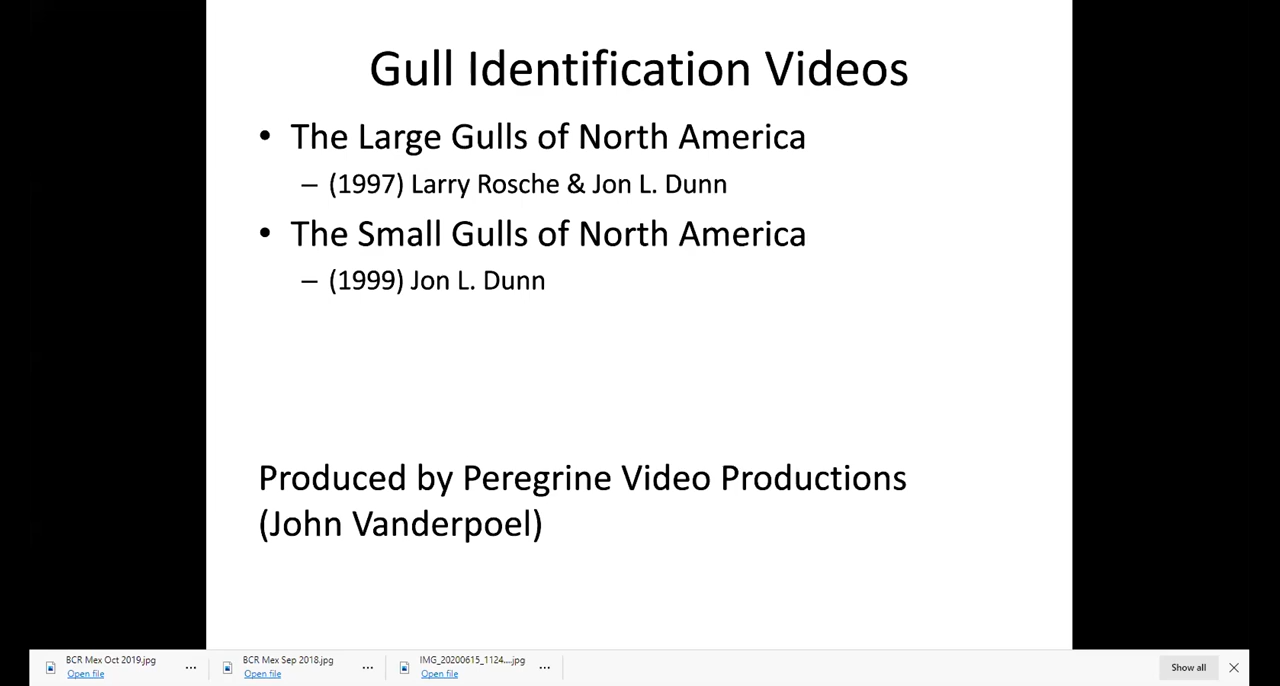 Gull Identification Videos
• The Large Gulls of North America
– (1997) Larry Rosche & Jon L. Dunn
• The Small Gulls of North America
– (1999) Jon L. Dunn
Produced by Peregrine Video Productions
(John Vanderpoel)
BCR Mex Oct 2019.jpg
Open file
...
BCR Mex Sep 2018.jpg
Open file
...
IMG_20200615_1124....jpg
Open file
...
Show all